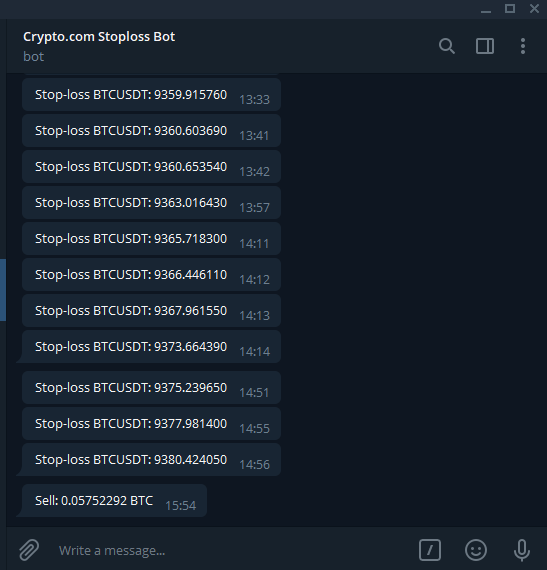 Crypto.com Stoploss Bot
bot
Stop-loss BTCUSDT: 9359.915760 13:33
Stop-loss BTCUSDT: 9360.603690 13:41
Stop-loss BTCUSDT: 9360.653540 13:42
Stop-loss BTCUSDT: 9363.016430 13:57
Stop-loss BTCUSDT: 9365.718300 14:11
Stop-loss BTCUSDT: 9366.446110 14:12
Stop-loss BTCUSDT: 9367.961550 14:13
Stop-loss BTCUSDT: 9373.664390 14:14
Stop-loss BTCUSDT: 9375.239650 14:51
Stop-loss BTCUSDT: 9377.981400 14:55
Stop-loss BTCUSDT: 9380.424050 14:56
Sell: 0.05752292 BTC 15:54
Write a message...